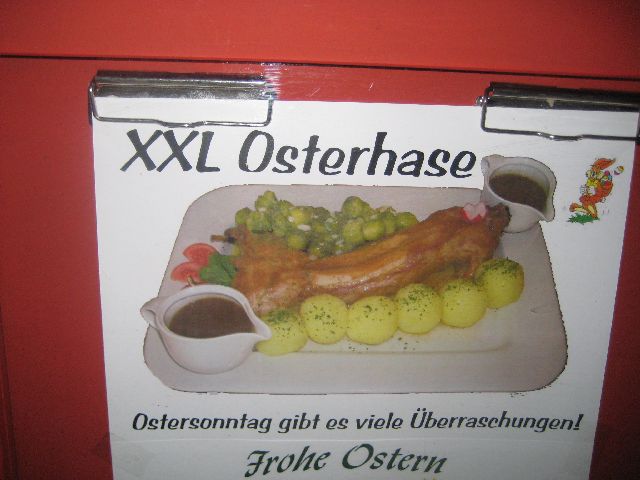 XXL Osterhase
Ostersonntag gibt es viele Überraschungen!
Frohe Ostern